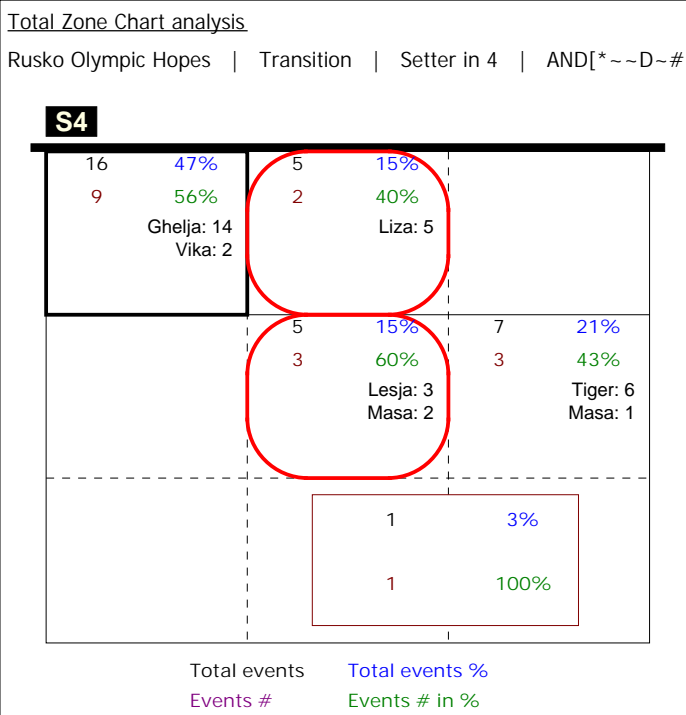 Total Zone Chart analysis
Rusko Olympic Hopes | Transition | Setter in 4 | AND[*~~D~#
S4
16 47% 5 15%
9 56% 2 40%
Ghelja: 14 Liza: 5
Vika: 2
5 15% 7 21%
3 60% 3 43%
Lesja: 3 Tiger: 6
Masa: 2 Masa: 1
1 3%
1 100%
Total events Total events %
Events # Events # in %